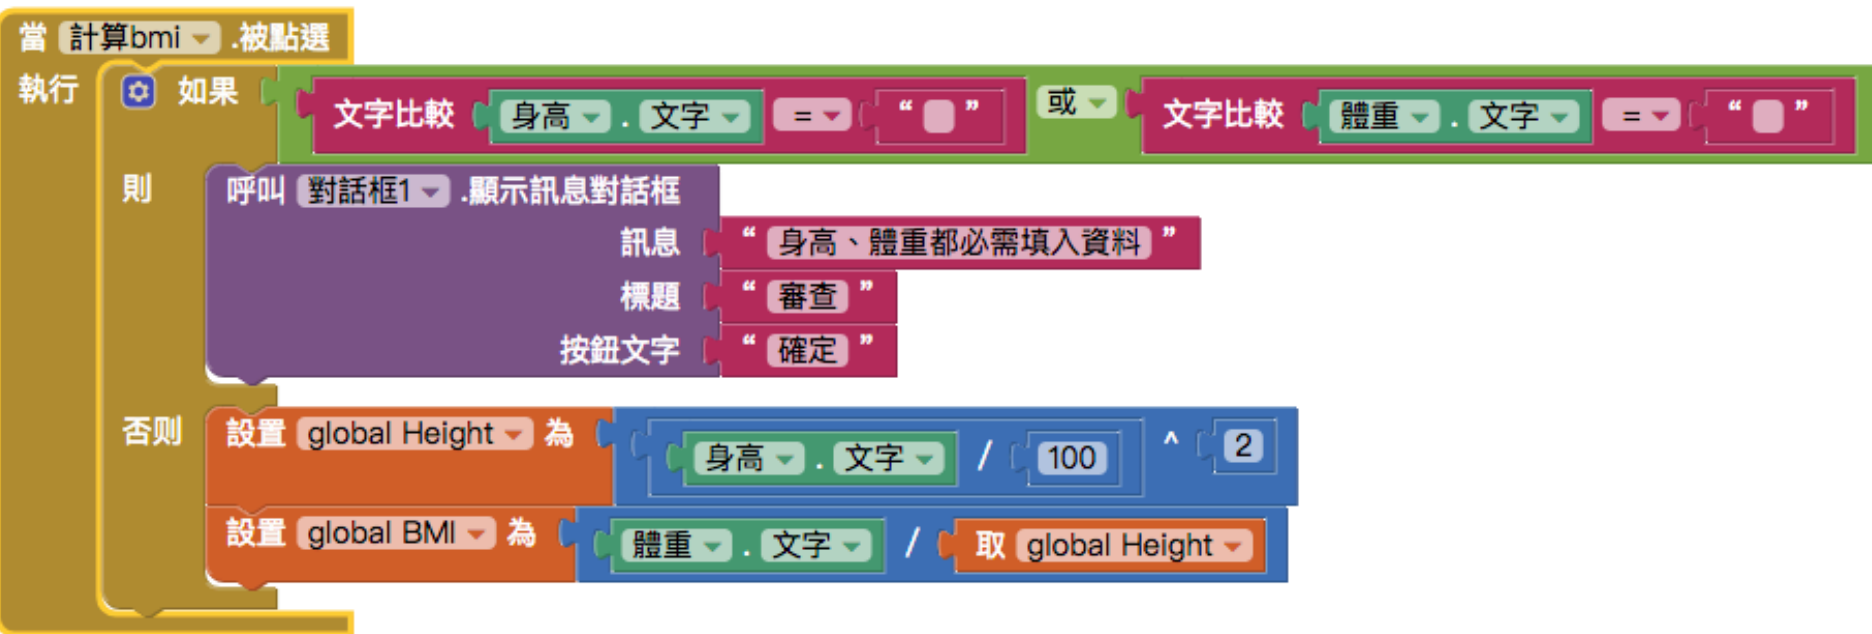 當 計算bmi .被點選
執行 如果 文字比較 身高 . 文字 = “ ” 或 文字比較 體重 . 文字 = “ ”
則 呼叫 對話框1 .顯示訊息對話框
訊息 “ 身高、體重都必需填入資料 ”
標題 “ 審查 ”
按鈕文字 “ 確定 ”
否則 設置 global Height 為 身高 . 文字 / 100 ^ 2
設置 global BMI 為 體重 . 文字 / 取 global Height